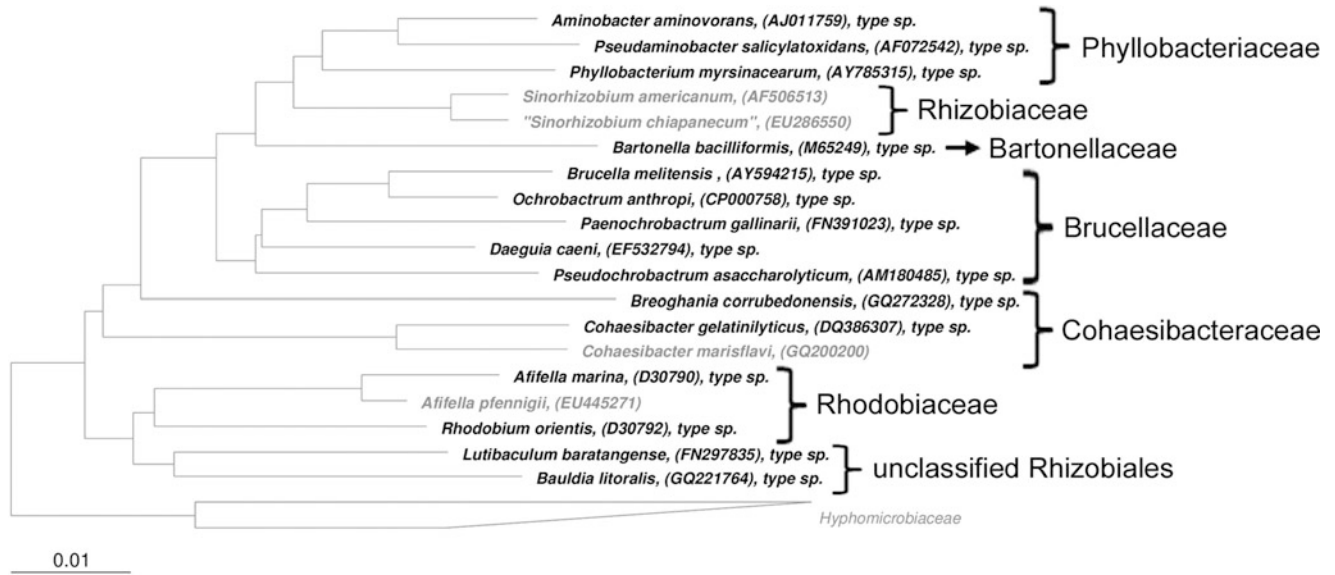 Aminobacter aminovorans, (AJ011759), type sp.
Pseudaminobacter salicylatoxidans, (AF072542), type sp.
Phyllobacterium myrsinacearum, (AY785315), type sp.
Phyllobacteriaceae
Sinorhizobium americanum, (AF506513)
"Sinorhizobium chiapanecum", (EU286550)
Rhizobiaceae
Bartonella bacilliformis, (M65249), type sp.
Bartonellaceae
Brucella melitensis , (AY594215), type sp.
Ochrobactrum anthropi, (CP000758), type sp.
Paenochrobactrum gallinarii, (FN391023), type sp.
Daeguia caeni, (EF532794), type sp.
Pseudochrobactrum asaccharolyticum, (AM180485), type sp.
Brucellaceae
Breoghania corrubedonensis, (GQ272328), type sp.
Cohaesibacter gelatinilyticus, (DQ386307), type sp.
Cohaesibacter marisflavi, (GQ200200)
Cohaesibacteraceae
Afifella marina, (D30790), type sp.
Afifella pfennigii, (EU445271)
Rhodobium orientis, (D30792), type sp.
Rhodobiaceae
Lutibaculum baratangense, (FN297835), type sp.
Bauldia litoralis, (GQ221764), type sp.
unclassified Rhizobiales
Hyphomicrobiaceae
0.01